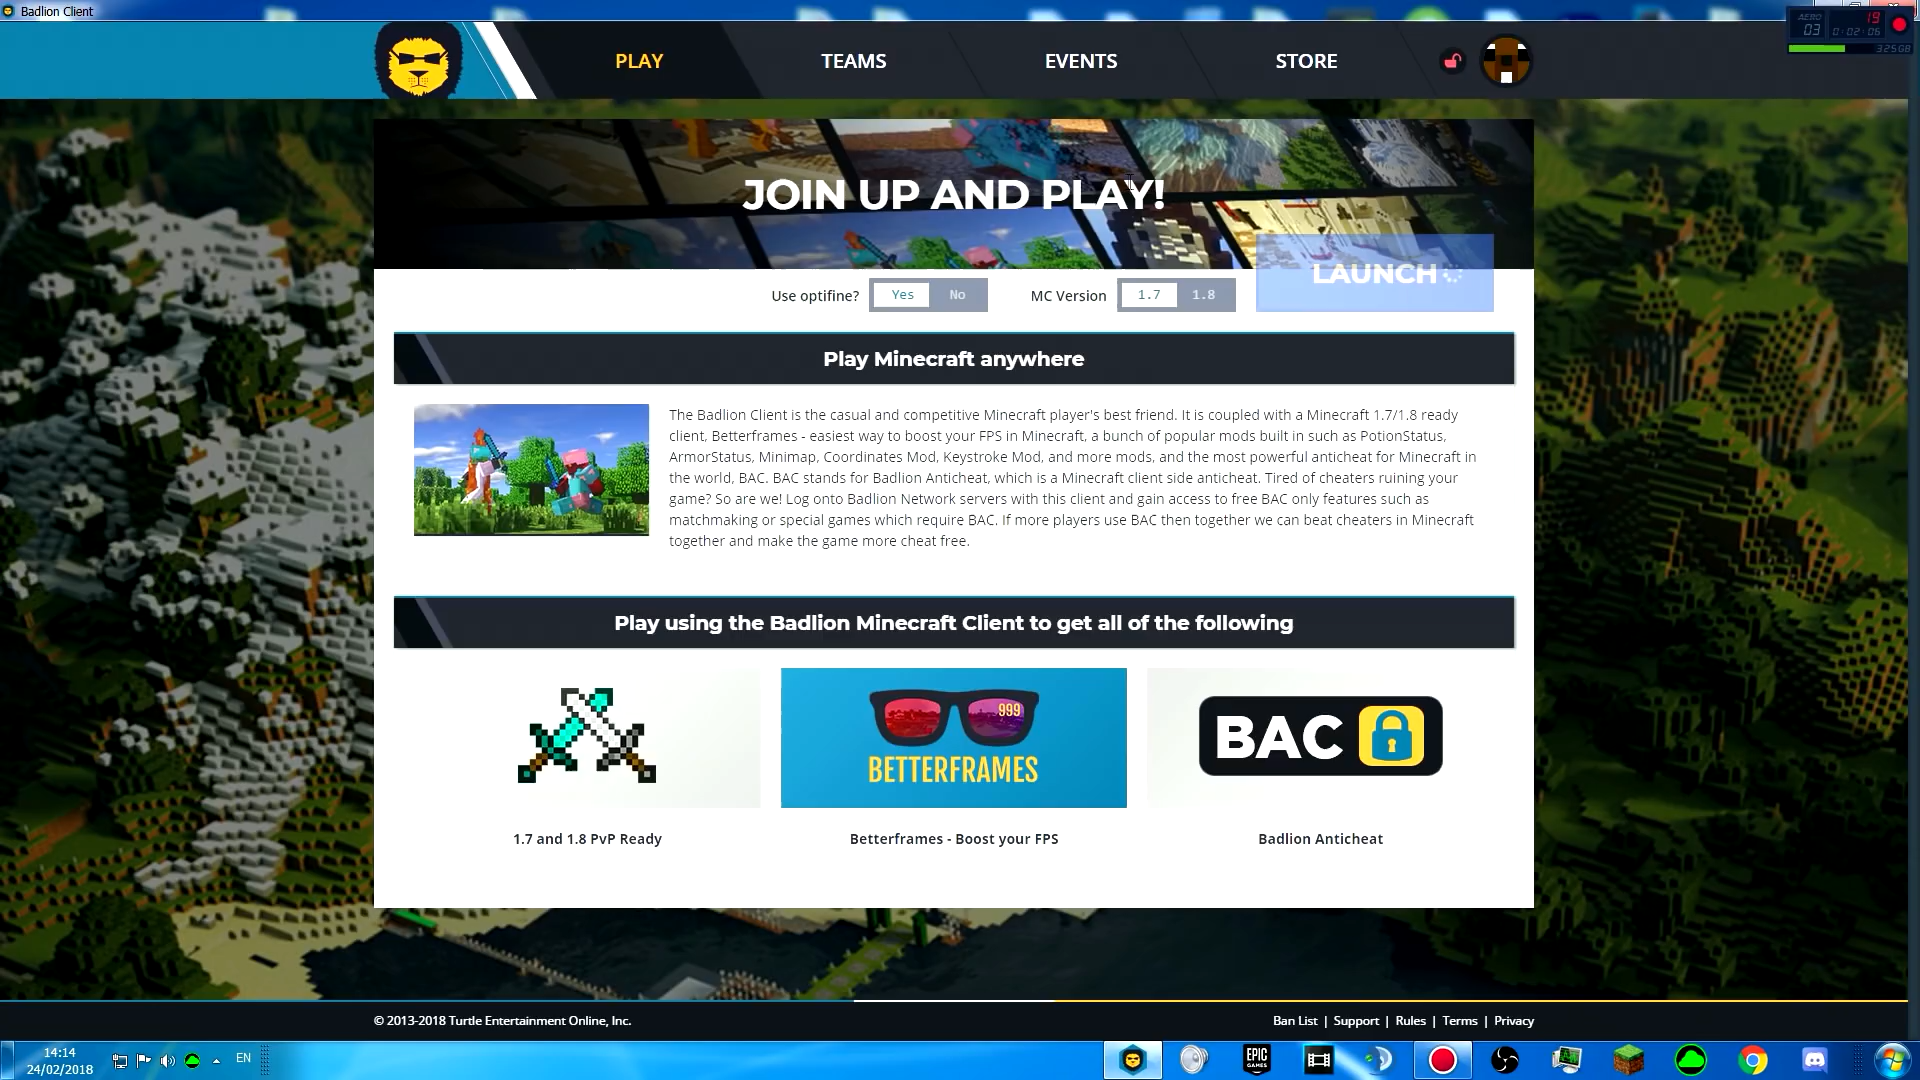 Badlion Client
AERO
03
19
0:02:06
325GB
PLAY
TEAMS
EVENTS
STORE
JOIN UP AND PLAY!
LAUNCH
Use optifine?
Yes
No
MC Version
1.7
1.8
Play Minecraft anywhere
The Badlion Client is the casual and competitive Minecraft player's best friend. It is coupled with a Minecraft 1.7/1.8 ready
client, Betterframes - easiest way to boost your FPS in Minecraft, a bunch of popular mods built in such as PotionStatus,
ArmorStatus, Minimap, Coordinates Mod, Keystroke Mod, and more mods, and the most powerful anticheat for Minecraft in
the world, BAC. BAC stands for Badlion Anticheat, which is a Minecraft client side anticheat. Tired of cheaters ruining your
game? So are we! Log onto Badlion Network servers with this client and gain access to free BAC only features such as
matchmaking or special games which require BAC. If more players use BAC then together we can beat cheaters in Minecraft
together and make the game more cheat free.
Play using the Badlion Minecraft Client to get all of the following
999
BETTERFRAMES
BAC
1.7 and 1.8 PvP Ready
Betterframes - Boost your FPS
Badlion Anticheat
© 2013-2018 Turtle Entertainment Online, Inc.
Ban List | Support | Rules | Terms | Privacy
14:14
24/02/2018
EN
EPIC
GAMES